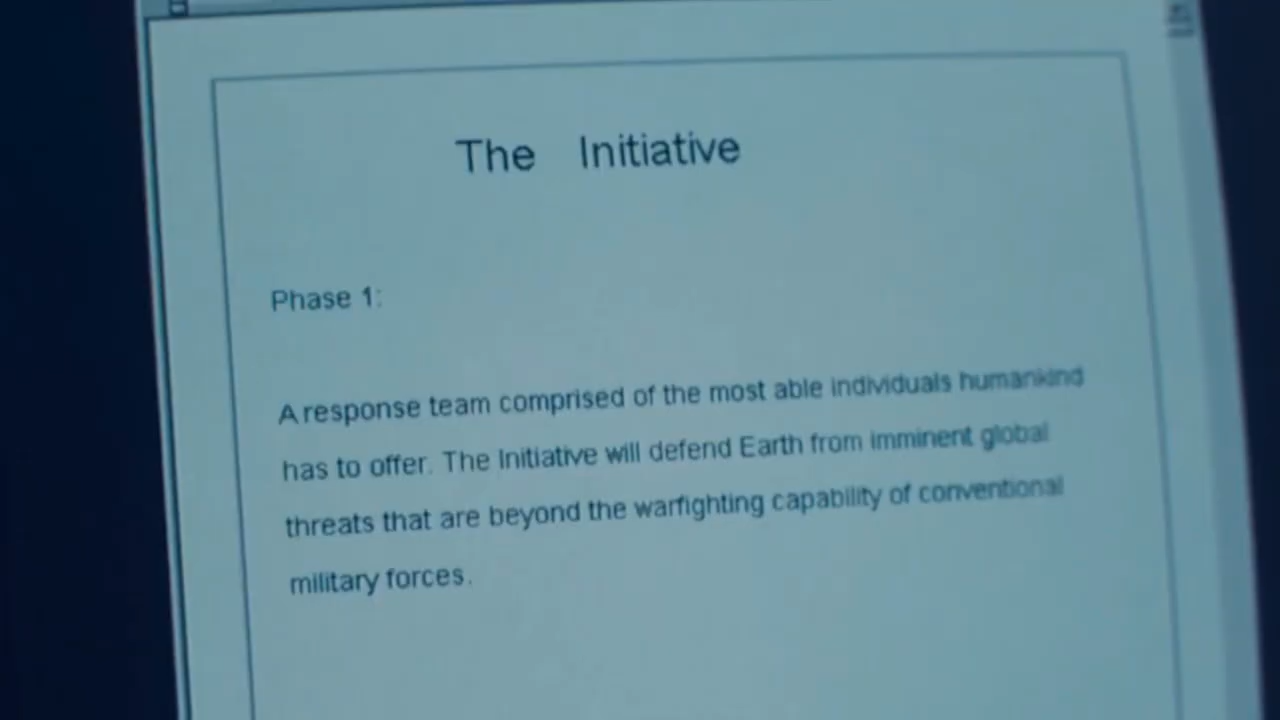 The Initiative
Phase 1:
A response team comprised of the most able individuals humankind
has to offer. The Initiative will defend Earth from imminent global
threats that are beyond the warfighting capability of conventional
military forces.